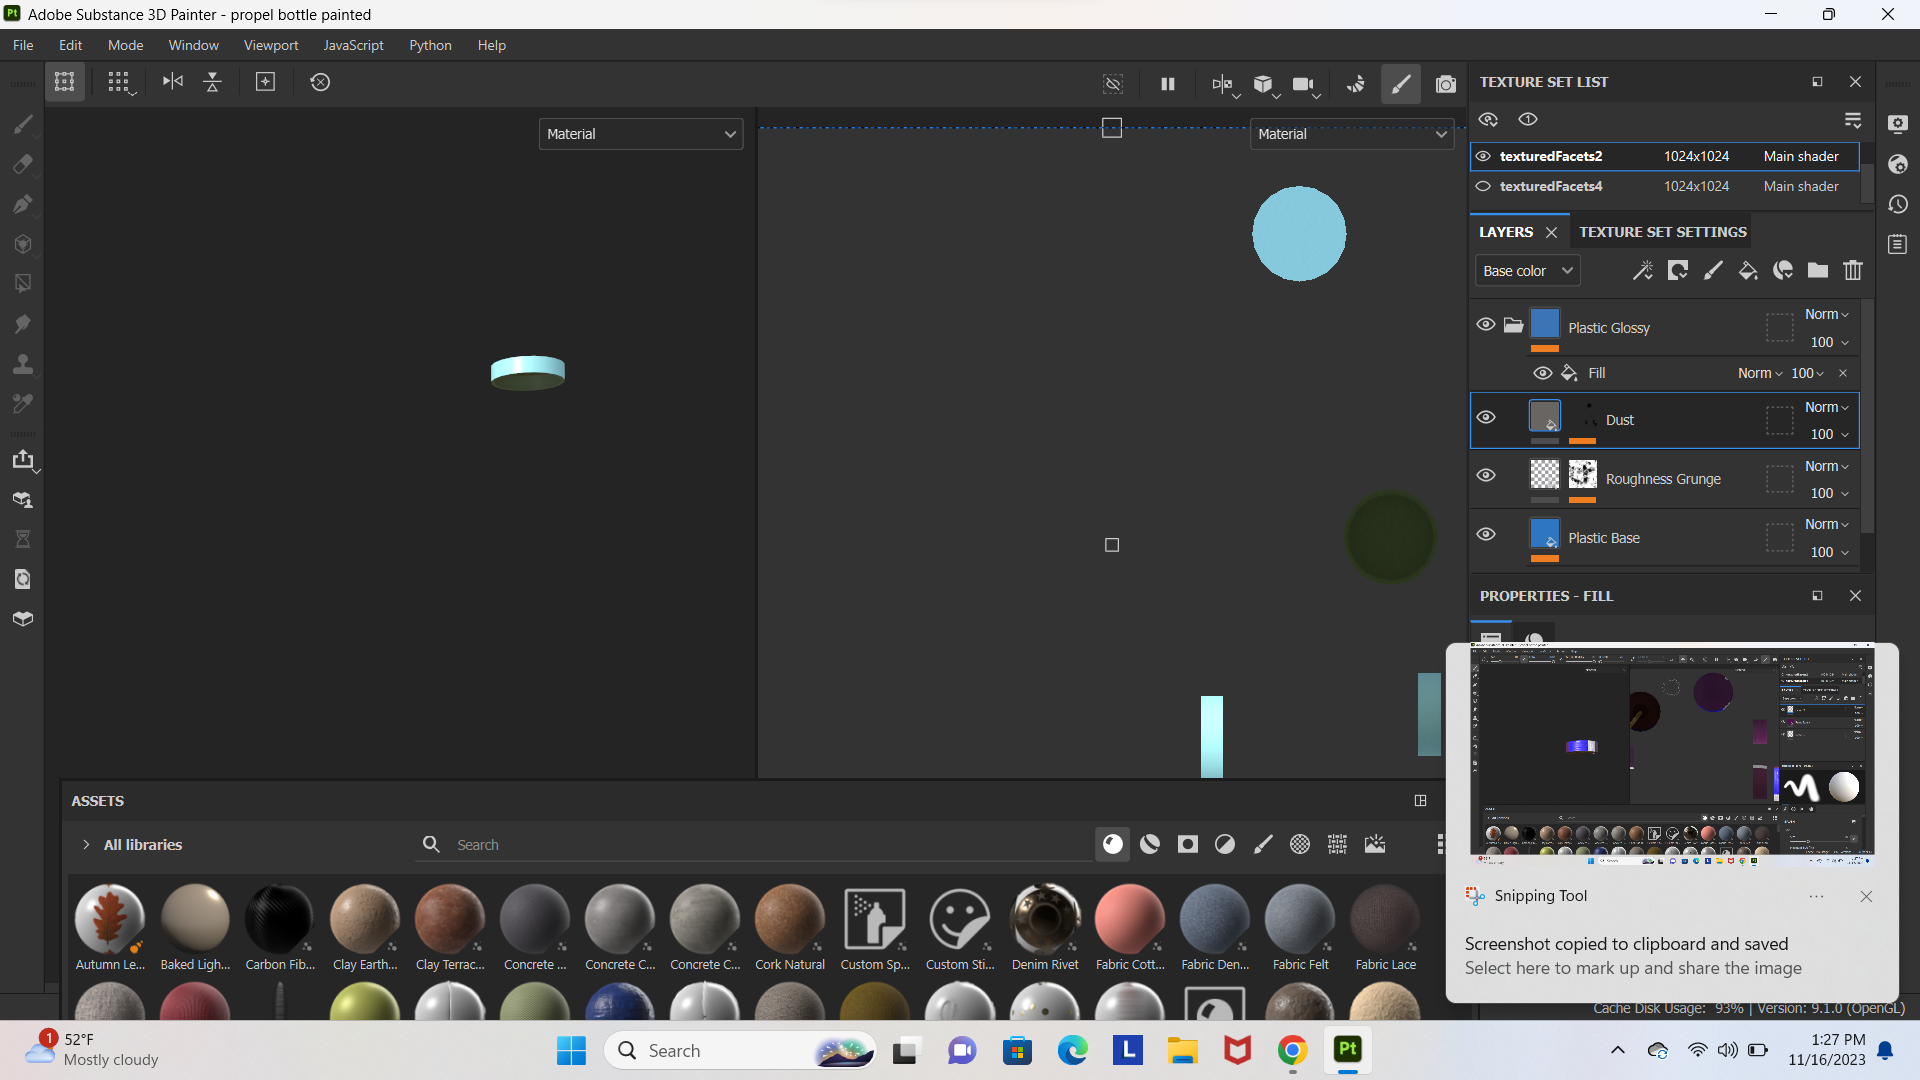 Pt Adobe Substance 3D Painter - propel bottle painted
File Edit Mode Window Viewport JavaScript Python Help
Material
Material
TEXTURE SET LIST
texturedFacets2 1024x1024 Main shader
texturedFacets4 1024x1024 Main shader
LAYERS TEXTURE SET SETTINGS
Base color
Plastic Glossy Norm
100
Fill Norm 100
Dust Norm
100
Roughness Grunge Norm
100
Plastic Base Norm
100
PROPERTIES - FILL
ASSETS
All libraries Search
Autumn Le... Baked Ligh... Carbon Fib... Clay Earth... Clay Terrac... Concrete ... Concrete C... Concrete C... Cork Natural Custom Sp... Custom Sti... Denim Rivet Fabric Cott... Fabric Den... Fabric Felt Fabric Lace
Snipping Tool
Screenshot copied to clipboard and saved
Select here to mark up and share the image
Cache Disk Usage: 93% | Version: 9.1.0 (OpenGL)
1
52°F
Mostly cloudy
Search
L
Pt
1:27 PM
11/16/2023